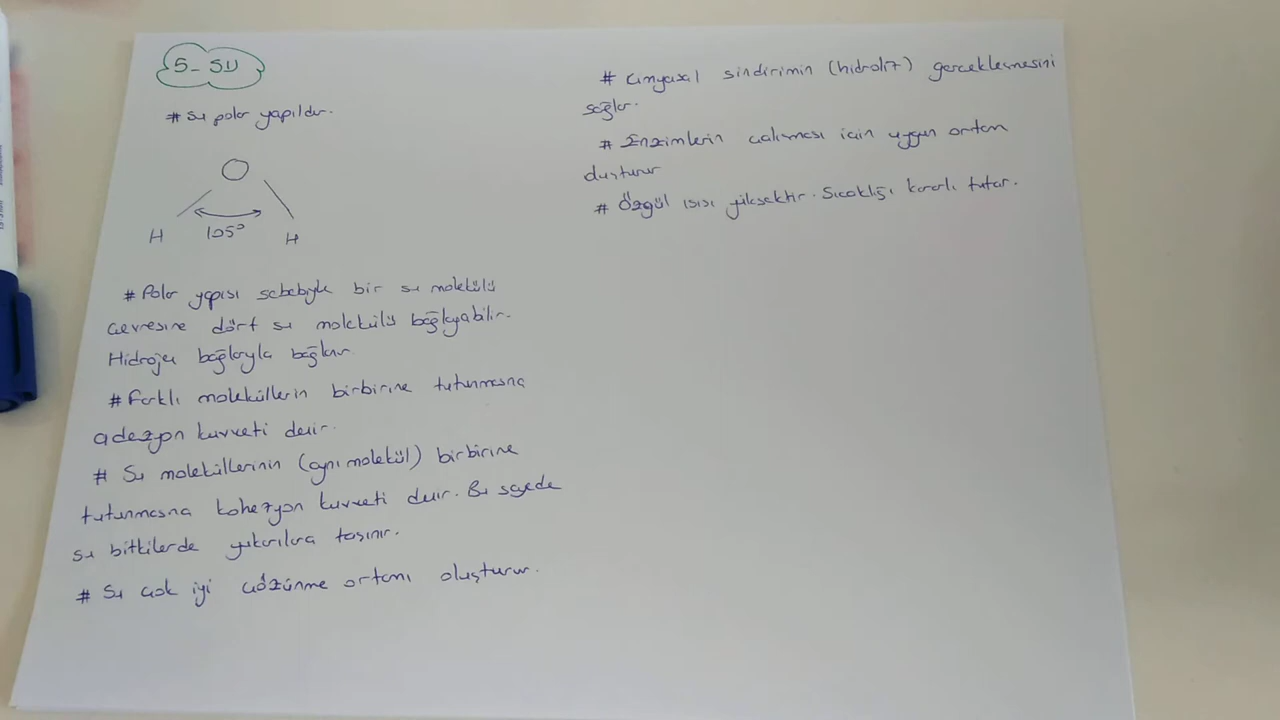 5- SU
# Su polar yapılıdır.
O
105°
H H
# Polar yapısı sebebiyle bir su molekülü
çevresine dört su molekülü bağlayabilir.
Hidrojen bağlarıyla bağlanır.
# Farklı moleküllerin birbirine tutunmasına
adezyon kuvveti denir.
# Su moleküllerinin (aynı molekül) birbirine
tutunmasına kohezyon kuvveti denir. Bu sayede
su bitkilerde yukarılara taşınır.
# Su çok iyi çözünme ortamı oluşturur.
# Kimyasal sindirimin (hidroliz) gerçekleşmesini
sağlar.
# Enzimlerin çalışması için uygun ortam
oluşturur
# Özgül ısısı yüksektir. Sıcaklığı kararlı tutar.